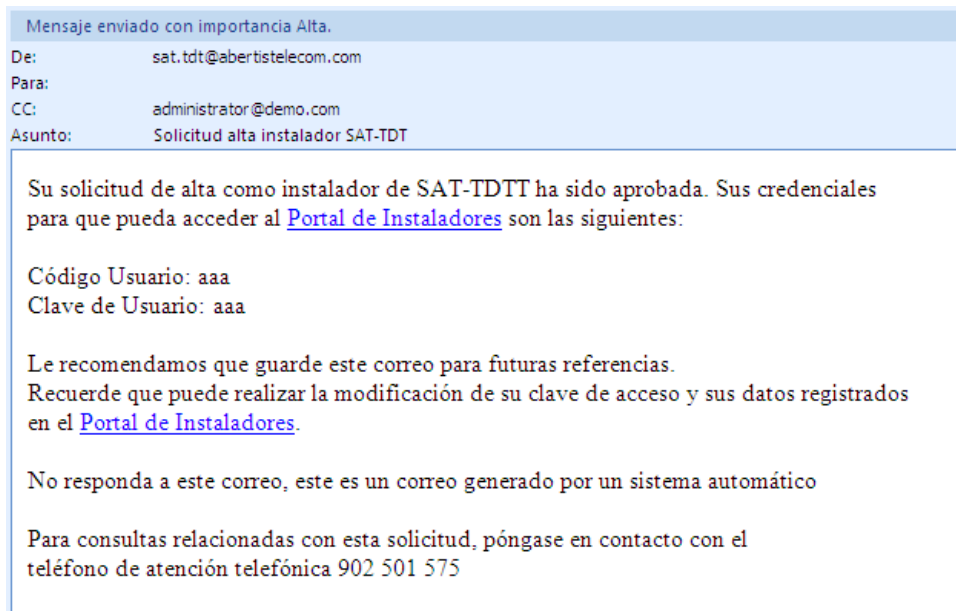 Mensaje enviado con importancia Alta.
De: sat.tdt@abertistelecom.com
Para:
CC: administrator@demo.com
Asunto: Solicitud alta instalador SAT-TDT
Su solicitud de alta como instalador de SAT-TDTT ha sido aprobada. Sus credenciales
para que pueda acceder al Portal de Instaladores son las siguientes:
Código Usuario: aaa
Clave de Usuario: aaa
Le recomendamos que guarde este correo para futuras referencias.
Recuerde que puede realizar la modificación de su clave de acceso y sus datos registrados
en el Portal de Instaladores.
No responda a este correo, este es un correo generado por un sistema automático
Para consultas relacionadas con esta solicitud, póngase en contacto con el
teléfono de atención telefónica 902 501 575